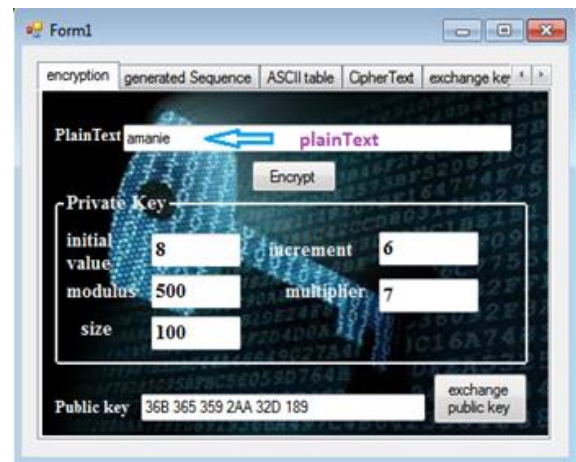 Form1
encryption generated Sequence ASCII table CipherText exchange key
PlainText amanie plainText
Encrypt
Private Key
initial value 8 increment 6
modulus 500 multiplier 7
size 100
Public key 36B 365 359 2AA 32D 189 exchange public key